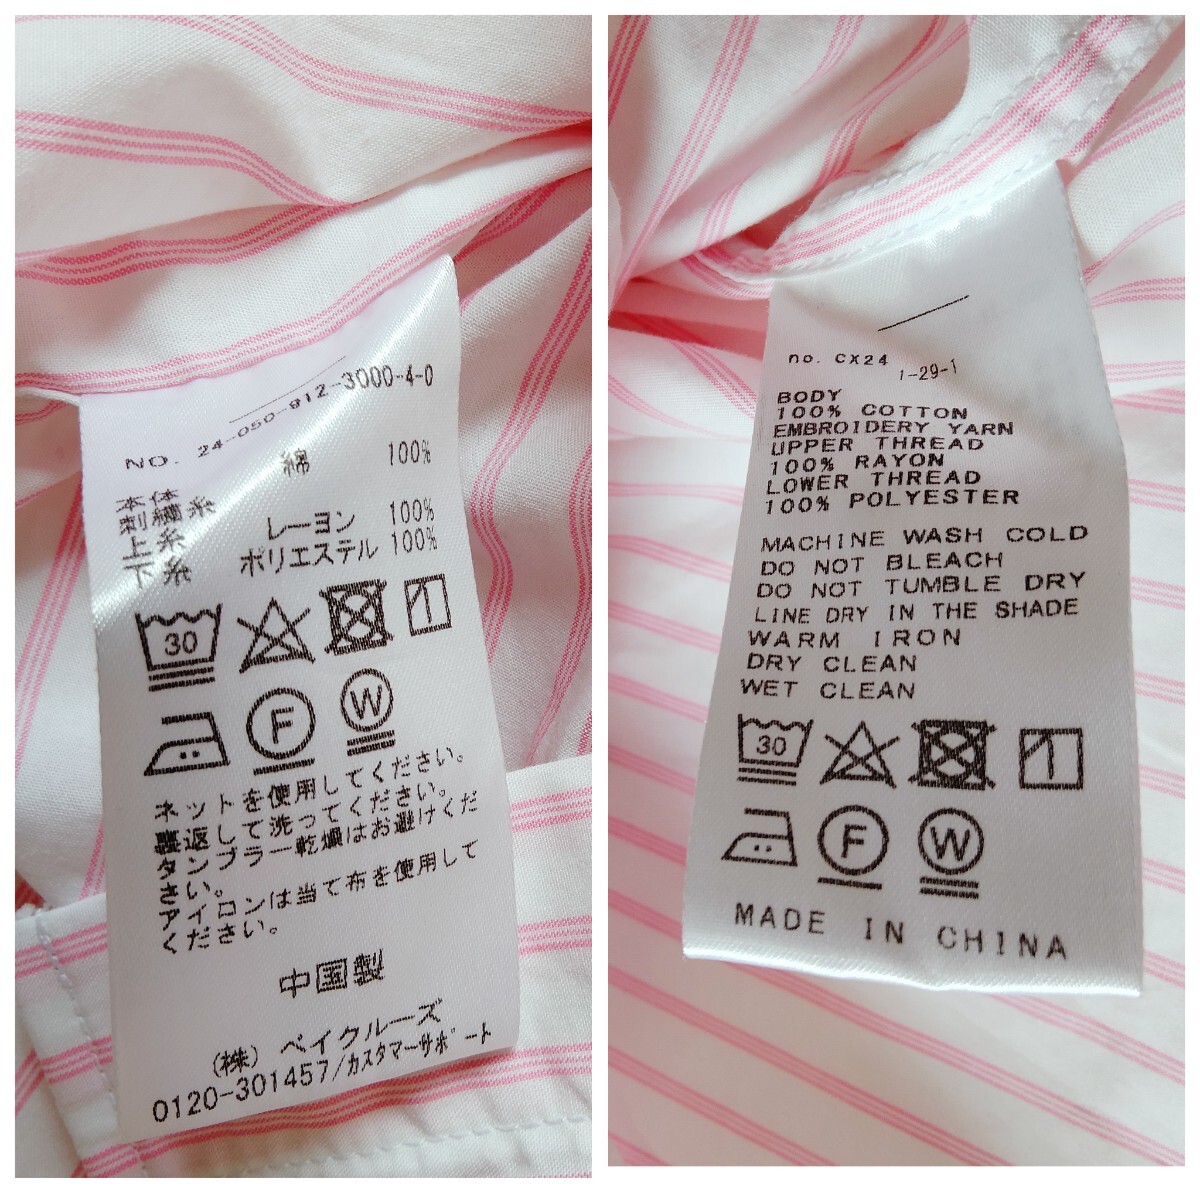 NO. 24-050-912-3000-4-0
本体 綿 100%
刺繍糸
上糸 レーヨン 100%
下糸 ポリエステル 100%
30
F W
ネットを使用してください。
裏返して洗ってください。
タンブラー乾燥はお避けくだ
さい。
アイロンは当て布を使用して
ください。
中国製
(株) ベイクルーズ
0120-301457/カスタマーサポート
no. CX24
1-29-1
BODY
100% COTTON
EMBROIDERY YARN
UPPER THREAD
100% RAYON
LOWER THREAD
100% POLYESTER
MACHINE WASH COLD
DO NOT BLEACH
DO NOT TUMBLE DRY
LINE DRY IN THE SHADE
WARM IRON
DRY CLEAN
WET CLEAN
30
F W
MADE IN CHINA